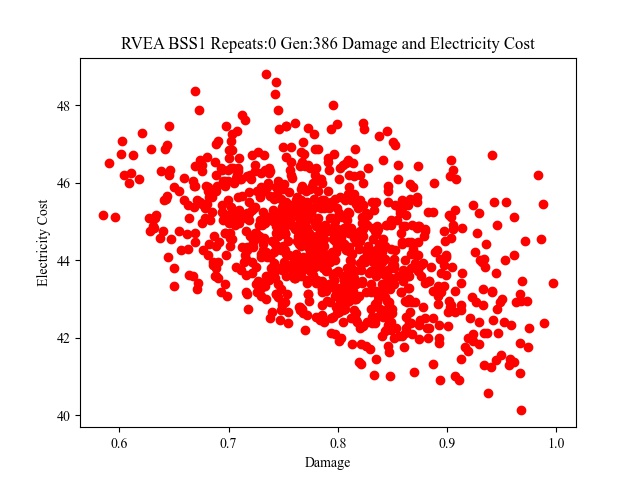 RVEA BSS1 Repeats:0 Gen:386 Damage and Electricity Cost
48
46
44
42
40
Electricity Cost
0.6 0.7 0.8 0.9 1.0
Damage